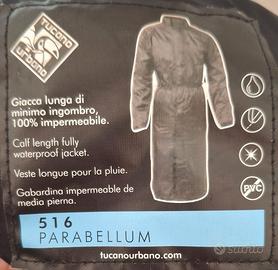 TUCANO
URBANO
Giacca lunga di
minimo ingombro,
100% impermeabile.
Calf length fully
waterproof jacket.
Veste longue pour la pluie.
Gabardina impermeable de
media pierna.
PVC
516
PARABELLUM
tucanourbano.com
subito